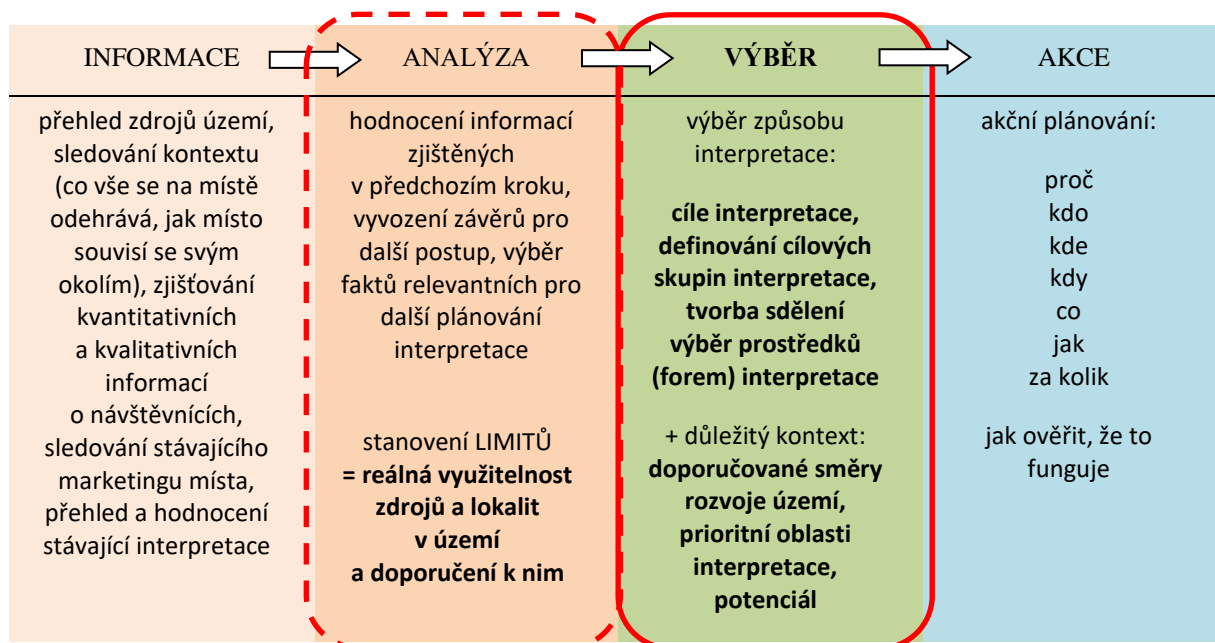 INFORMACE
ANALÝZA
VÝBĚR
AKCE
přehled zdrojů území,
sledování kontextu
(co vše se na místě
odehrává, jak místo
souvisí se svým
okolím), zjišťování
kvantitativních
a kvalitativních
informací
o návštěvnících,
sledování stávajícího
marketingu místa,
přehled a hodnocení
stávající interpretace
hodnocení informací
zjištěných
v předchozím kroku,
vyvození závěrů pro
další postup, výběr
faktů relevantních pro
další plánování
interpretace
stanovení LIMITŮ
= reálná využitelnost
zdrojů a lokalit
v území
a doporučení k nim
výběr způsobu
interpretace:
cíle interpretace,
definování cílových
skupin interpretace,
tvorba sdělení
výběr prostředků
(forem) interpretace
+ důležitý kontext:
doporučované směry
rozvoje území,
prioritní oblasti
interpretace,
potenciál
akční plánování:
proč
kdo
kde
kdy
co
jak
za kolik
jak ověřit, že to
funguje